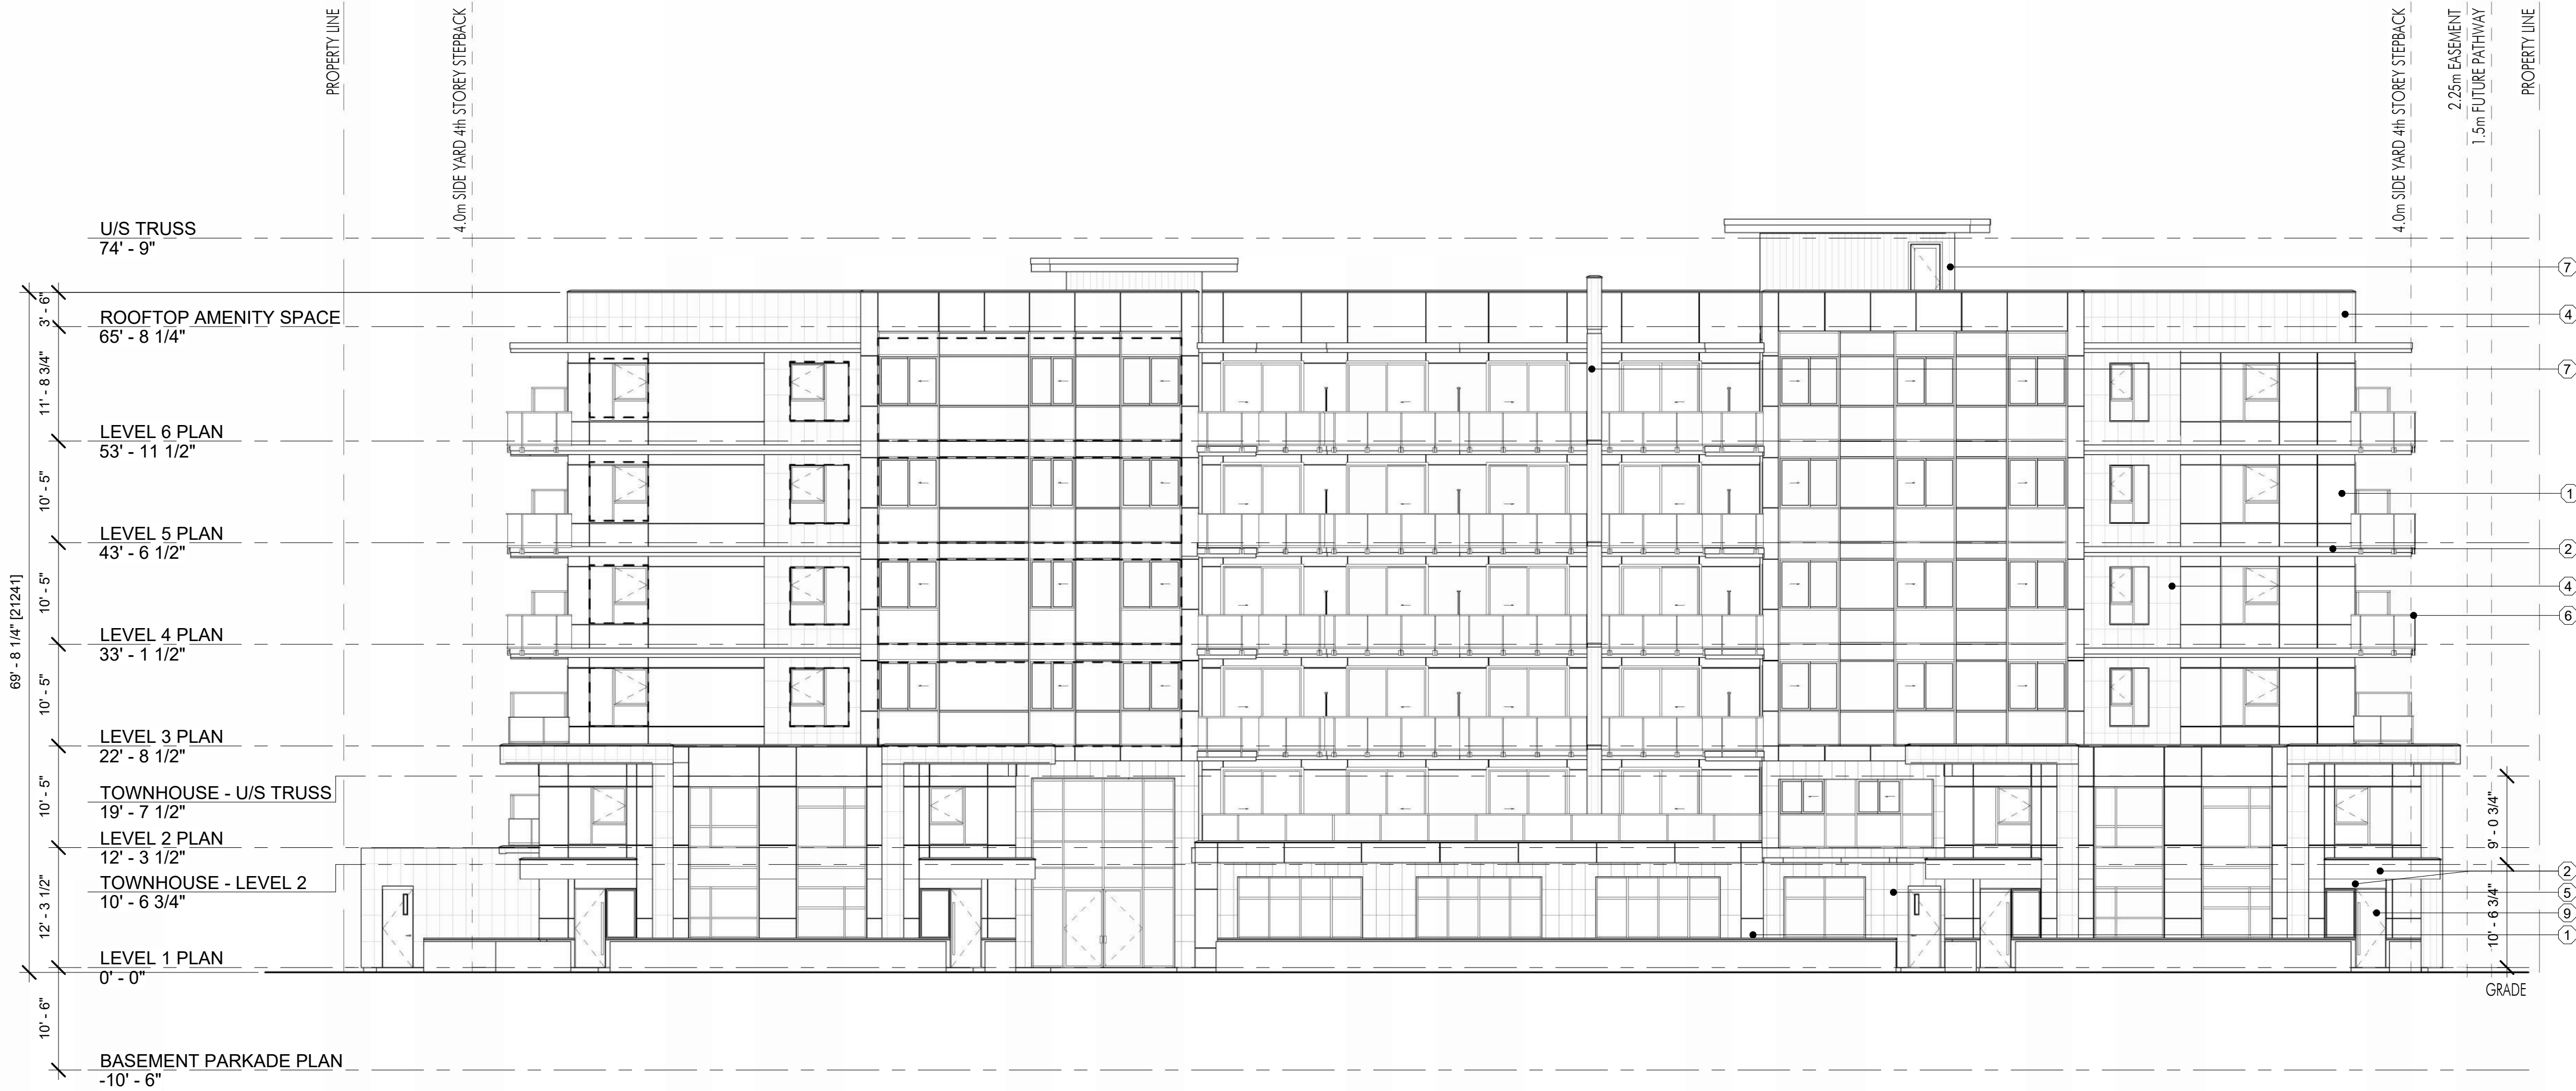 PROPERTY LINE
4.0m SIDE YARD 4th STOREY STEPBACK
4.0m SIDE YARD 4th STOREY STEPBACK
2.25m EASEMENT
1.5m FUTURE PATHWAY
PROPERTY LINE
U/S TRUSS
74' - 9"
7
3' - 6"
ROOFTOP AMENITY SPACE
65' - 8 1/4"
4
11' - 8 3/4"
7
LEVEL 6 PLAN
53' - 11 1/2"
10' - 5"
1
LEVEL 5 PLAN
43' - 6 1/2"
2
10' - 5"
4
6
LEVEL 4 PLAN
33' - 1 1/2"
69' - 8 1/4" [21241]
10' - 5"
LEVEL 3 PLAN
22' - 8 1/2"
10' - 5"
TOWNHOUSE - U/S TRUSS
19' - 7 1/2"
9' - 0 3/4"
LEVEL 2 PLAN
12' - 3 1/2"
2
TOWNHOUSE - LEVEL 2
10' - 6 3/4"
5
12' - 3 1/2"
10' - 6 3/4"
9
1
LEVEL 1 PLAN
0' - 0"
GRADE
10' - 6"
BASEMENT PARKADE PLAN
-10' - 6"